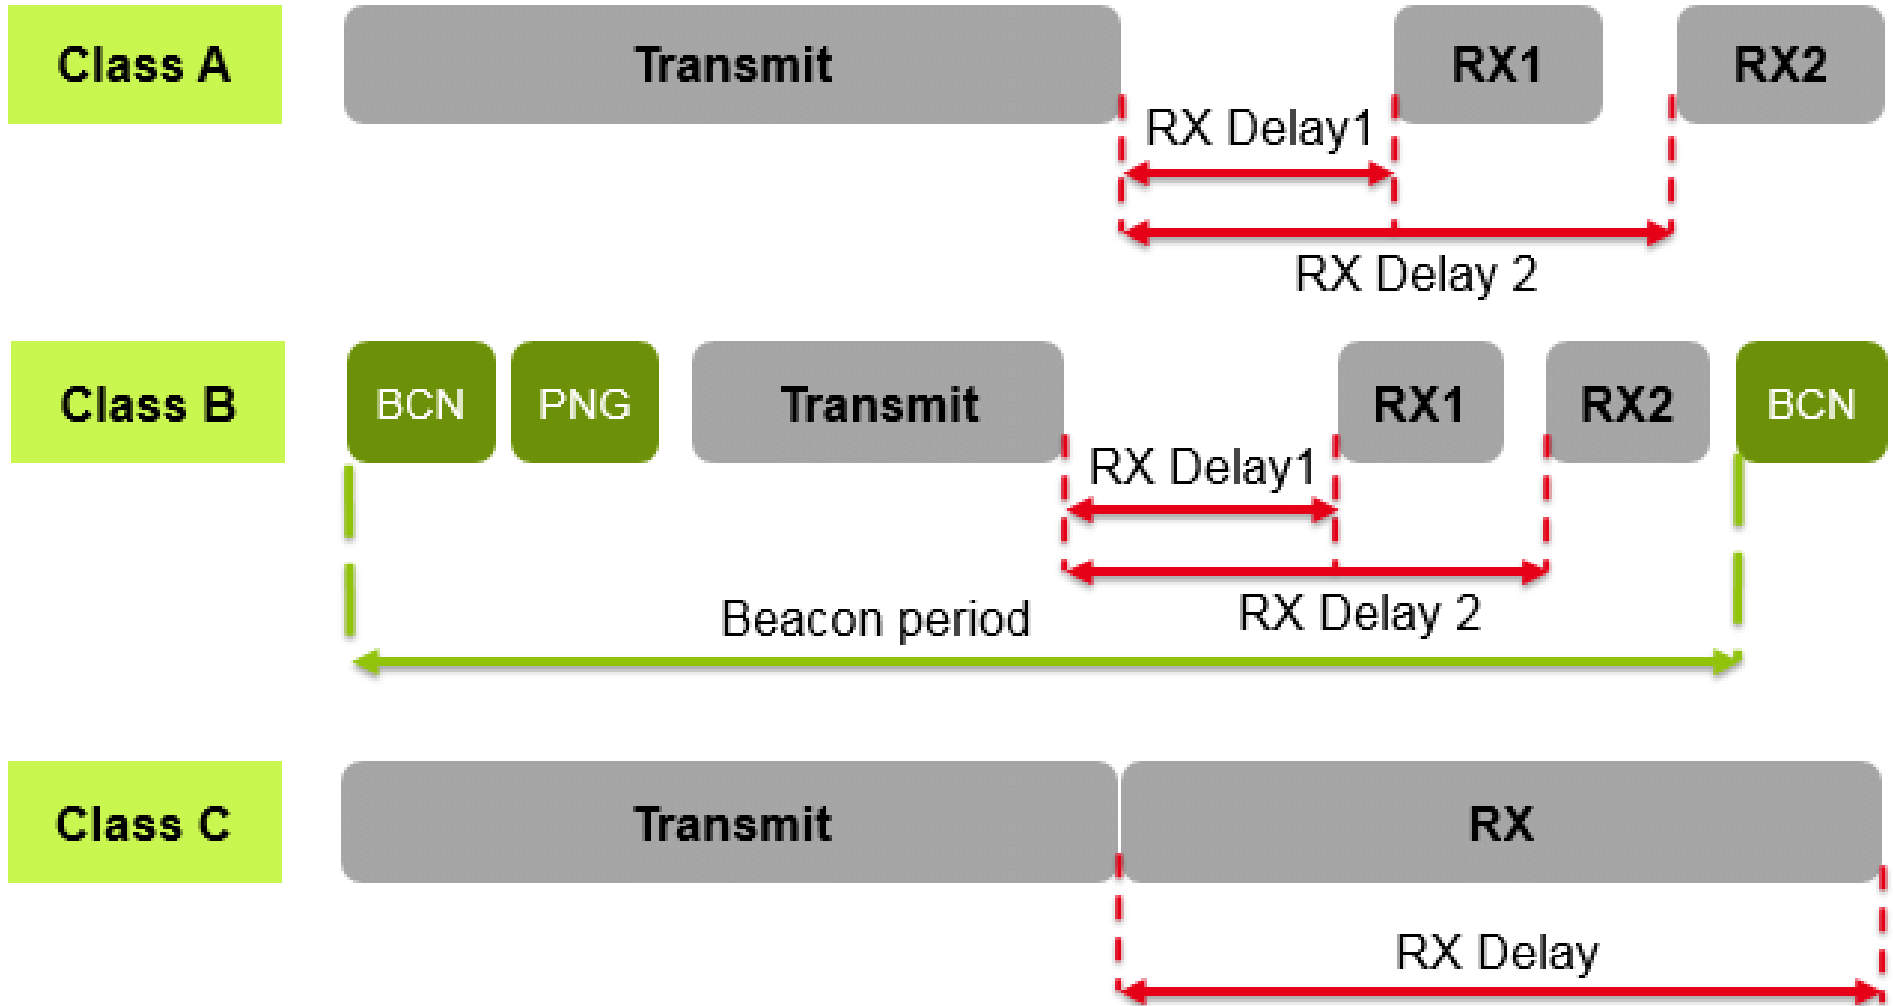 Class A
Transmit
RX1
RX2
RX Delay1
RX Delay 2
Class B
BCN
PNG
Transmit
RX1
RX2
BCN
RX Delay1
RX Delay 2
Beacon period
Class C
Transmit
RX
RX Delay